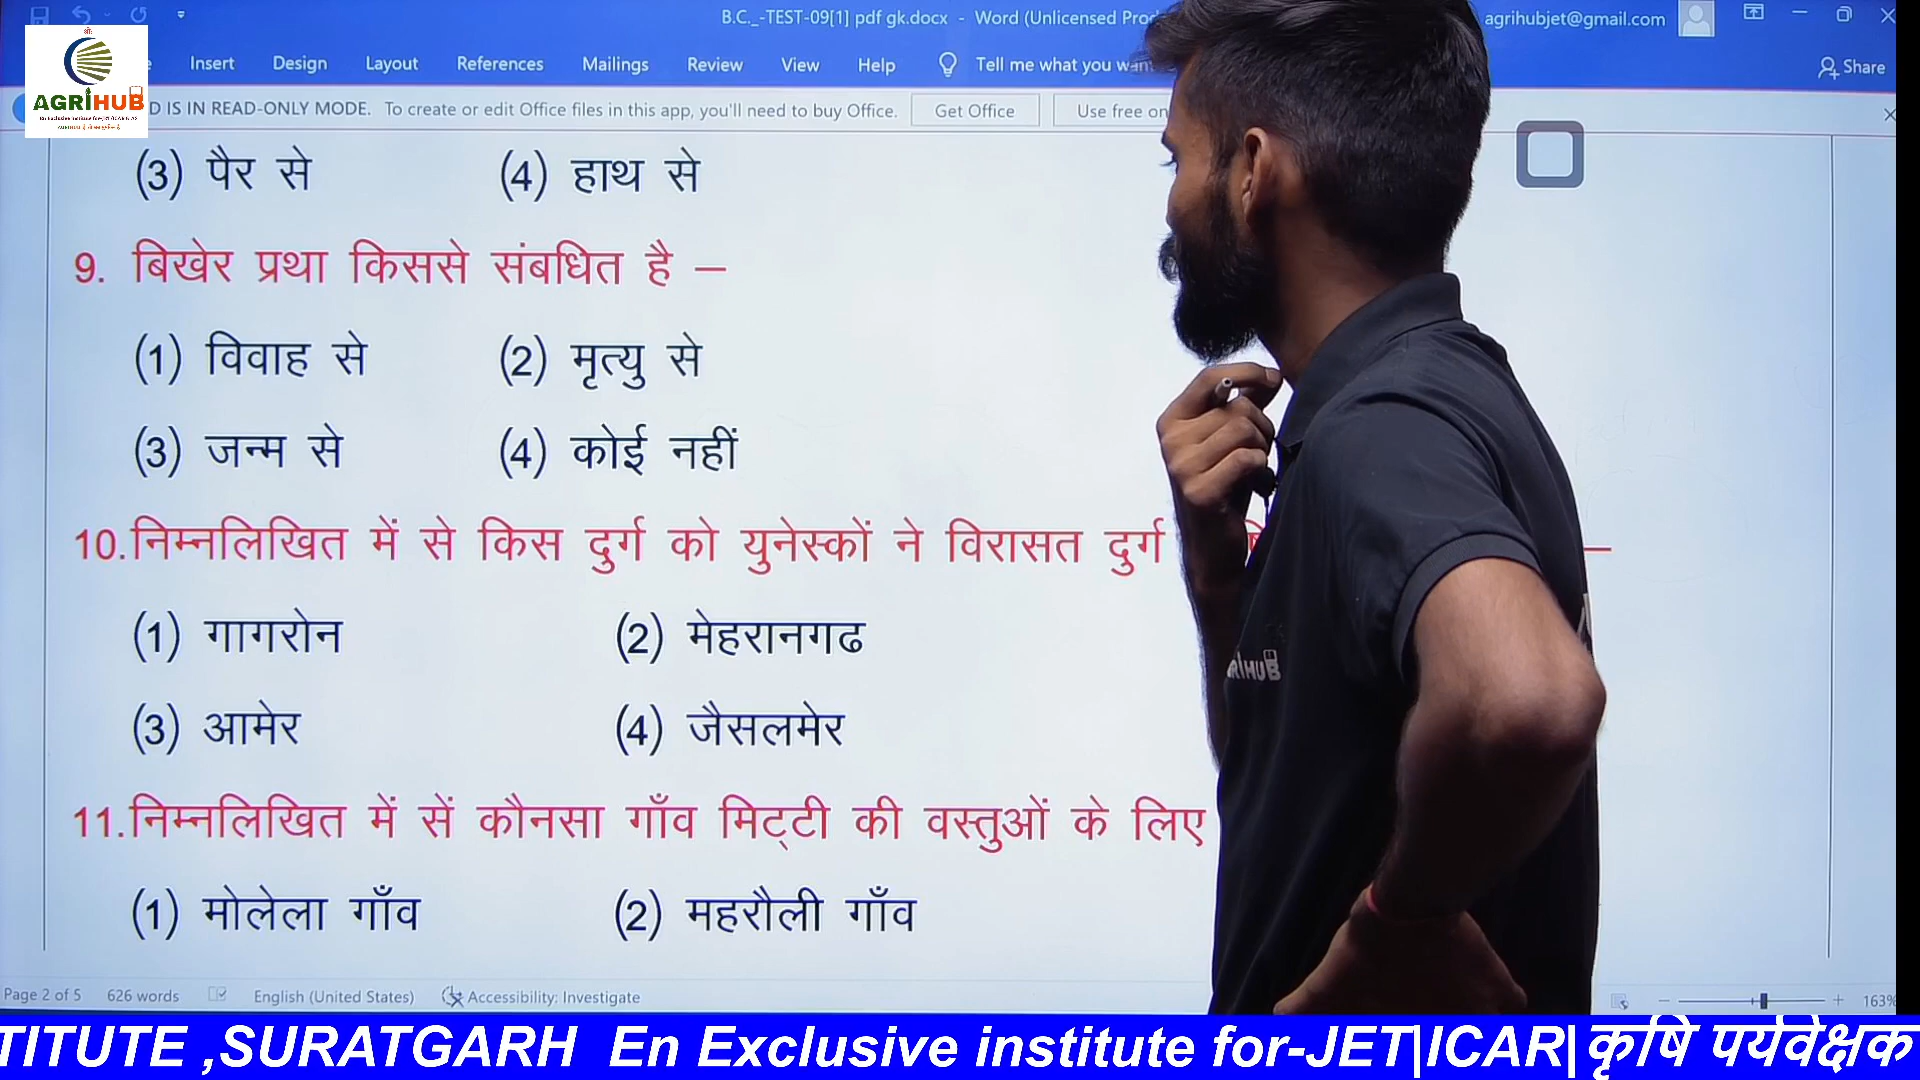 B.C._-TEST-09[1] pdf gk.docx - Word (Unlicensed
agrihubjet@gmail.com
Insert Design Layout References Mailings Review View Help Tell me what you
Share
AGRIHUB
D IS IN READ-ONLY MODE. To create or edit Office files in this app, you'll need to buy Office. Get Office Use free on
(3) पैर से (4) हाथ से
9. बिखेर प्रथा किससे संबधित है –
(1) विवाह से (2) मृत्यु से
(3) जन्म से (4) कोई नहीं
10.निम्नलिखित में से किस दुर्ग को युनेस्कों ने विरासत दुर्ग –
(1) गागरोन (2) मेहरानगढ
(3) आमेर (4) जैसलमेर
11.निम्नलिखित में सें कौनसा गाँव मिट्टी की वस्तुओं के लिए
(1) मोलेला गाँव (2) महरौली गाँव
Page 2 of 5 626 words English (United States) Accessibility: Investigate 163%
TITUTE ,SURATGARH En Exclusive institute for-JET|ICAR|कृषि पर्यवेक्षक